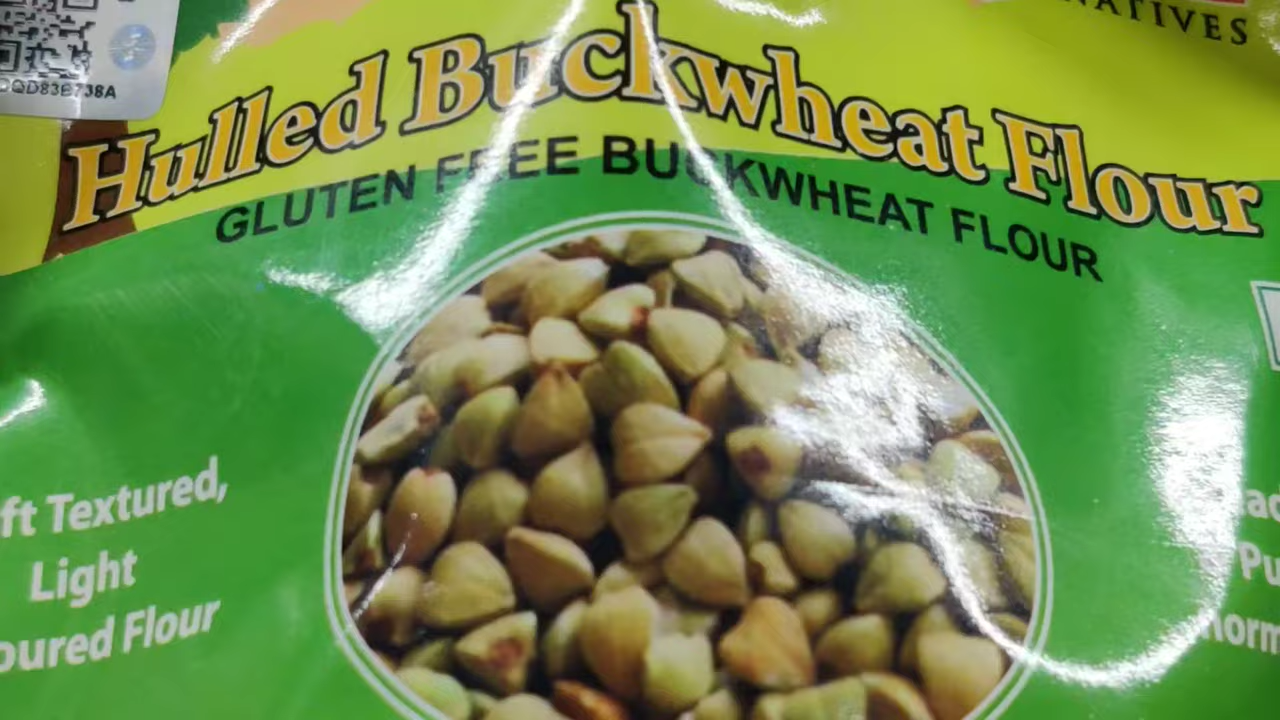 NATIVES
Hulled Buckwheat Flour
GLUTEN FREE BUCKWHEAT FLOUR
ft Textured,
Light
oured Flour